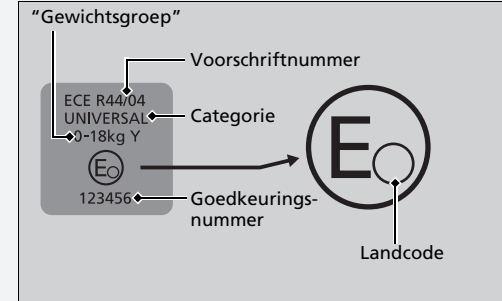 “Gewichtsgroep”
Voorschriftnummer
ECE R44/04
UNIVERSAL
Categorie
0-18kg Y
E
E
123456
Goedkeurings-
nummer
Landcode